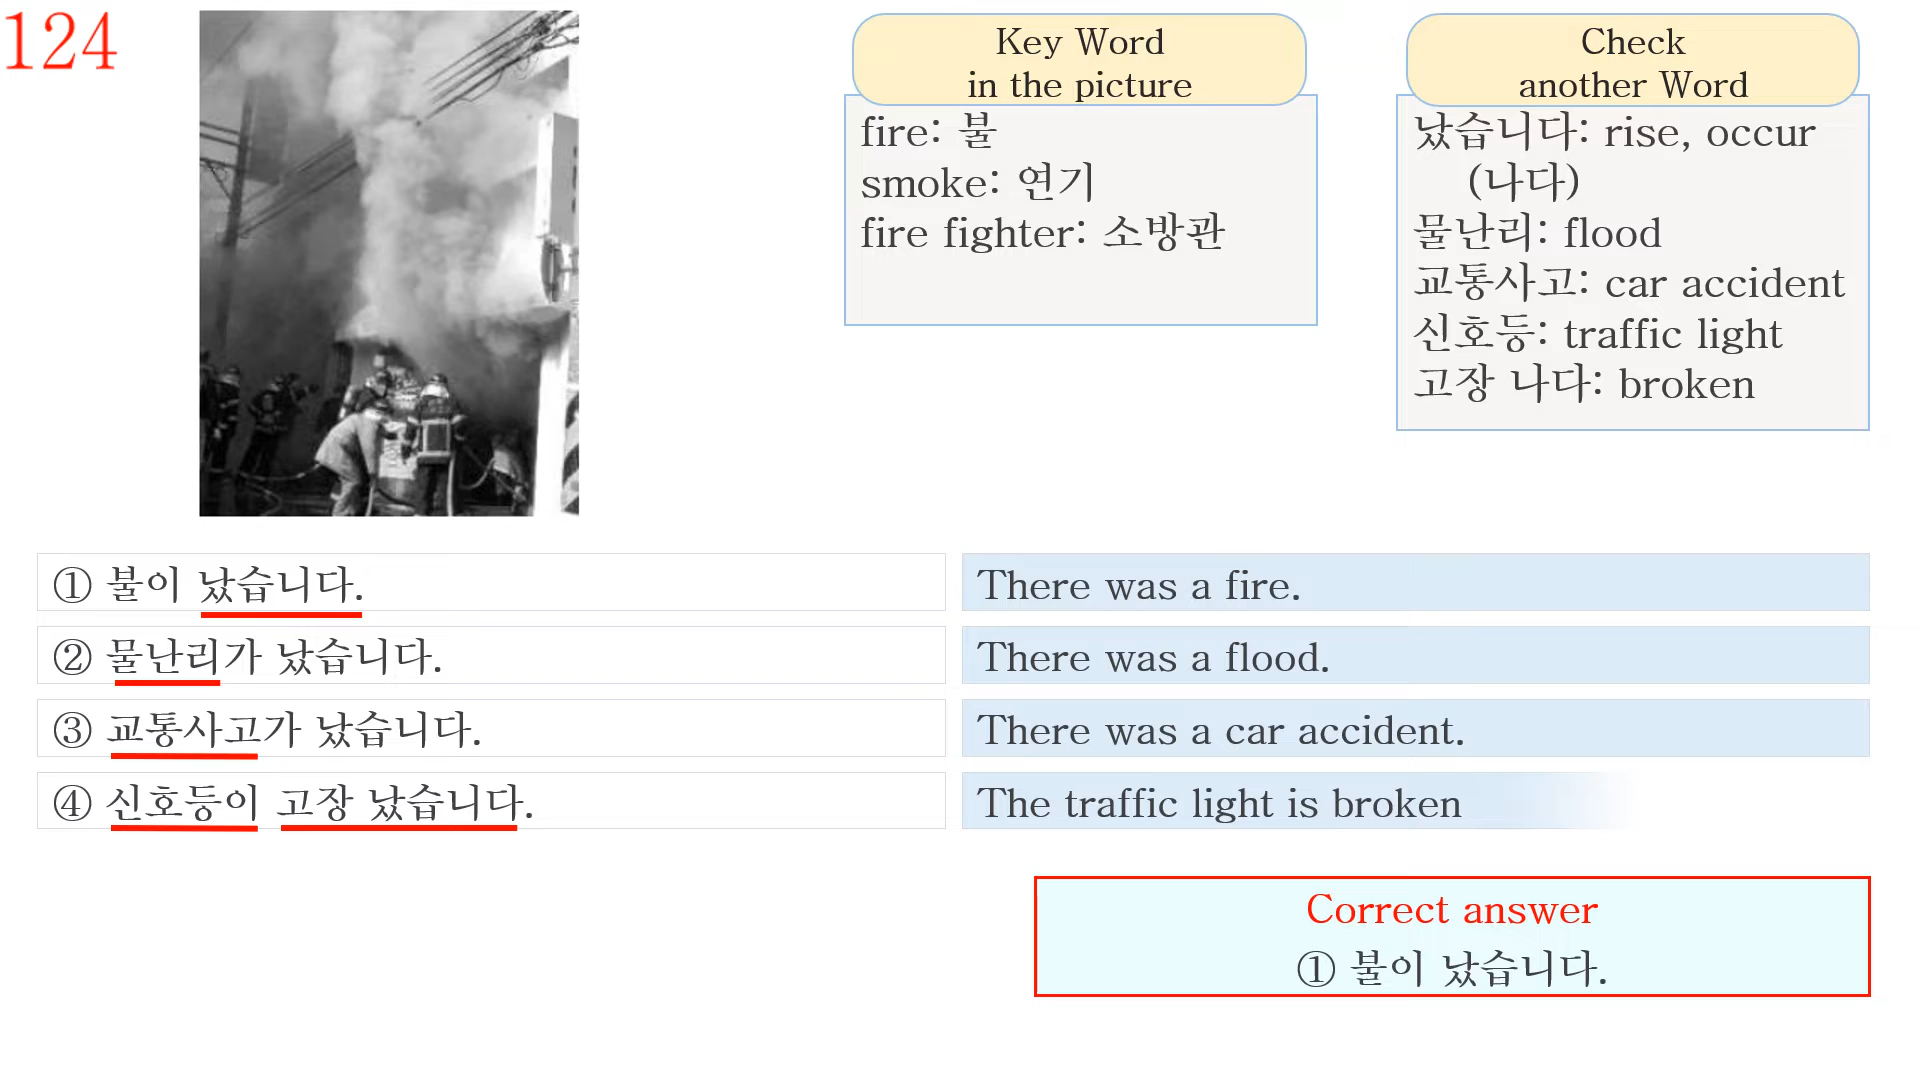 124
Key Word
in the picture
fire: 불
smoke: 연기
fire fighter: 소방관
Check
another Word
났습니다: rise, occur
(나다)
물난리: flood
교통사고: car accident
신호등: traffic light
고장 나다: broken
① 불이 났습니다.
There was a fire.
② 물난리가 났습니다.
There was a flood.
③ 교통사고가 났습니다.
There was a car accident.
④ 신호등이 고장 났습니다.
The traffic light is broken
Correct answer
① 불이 났습니다.